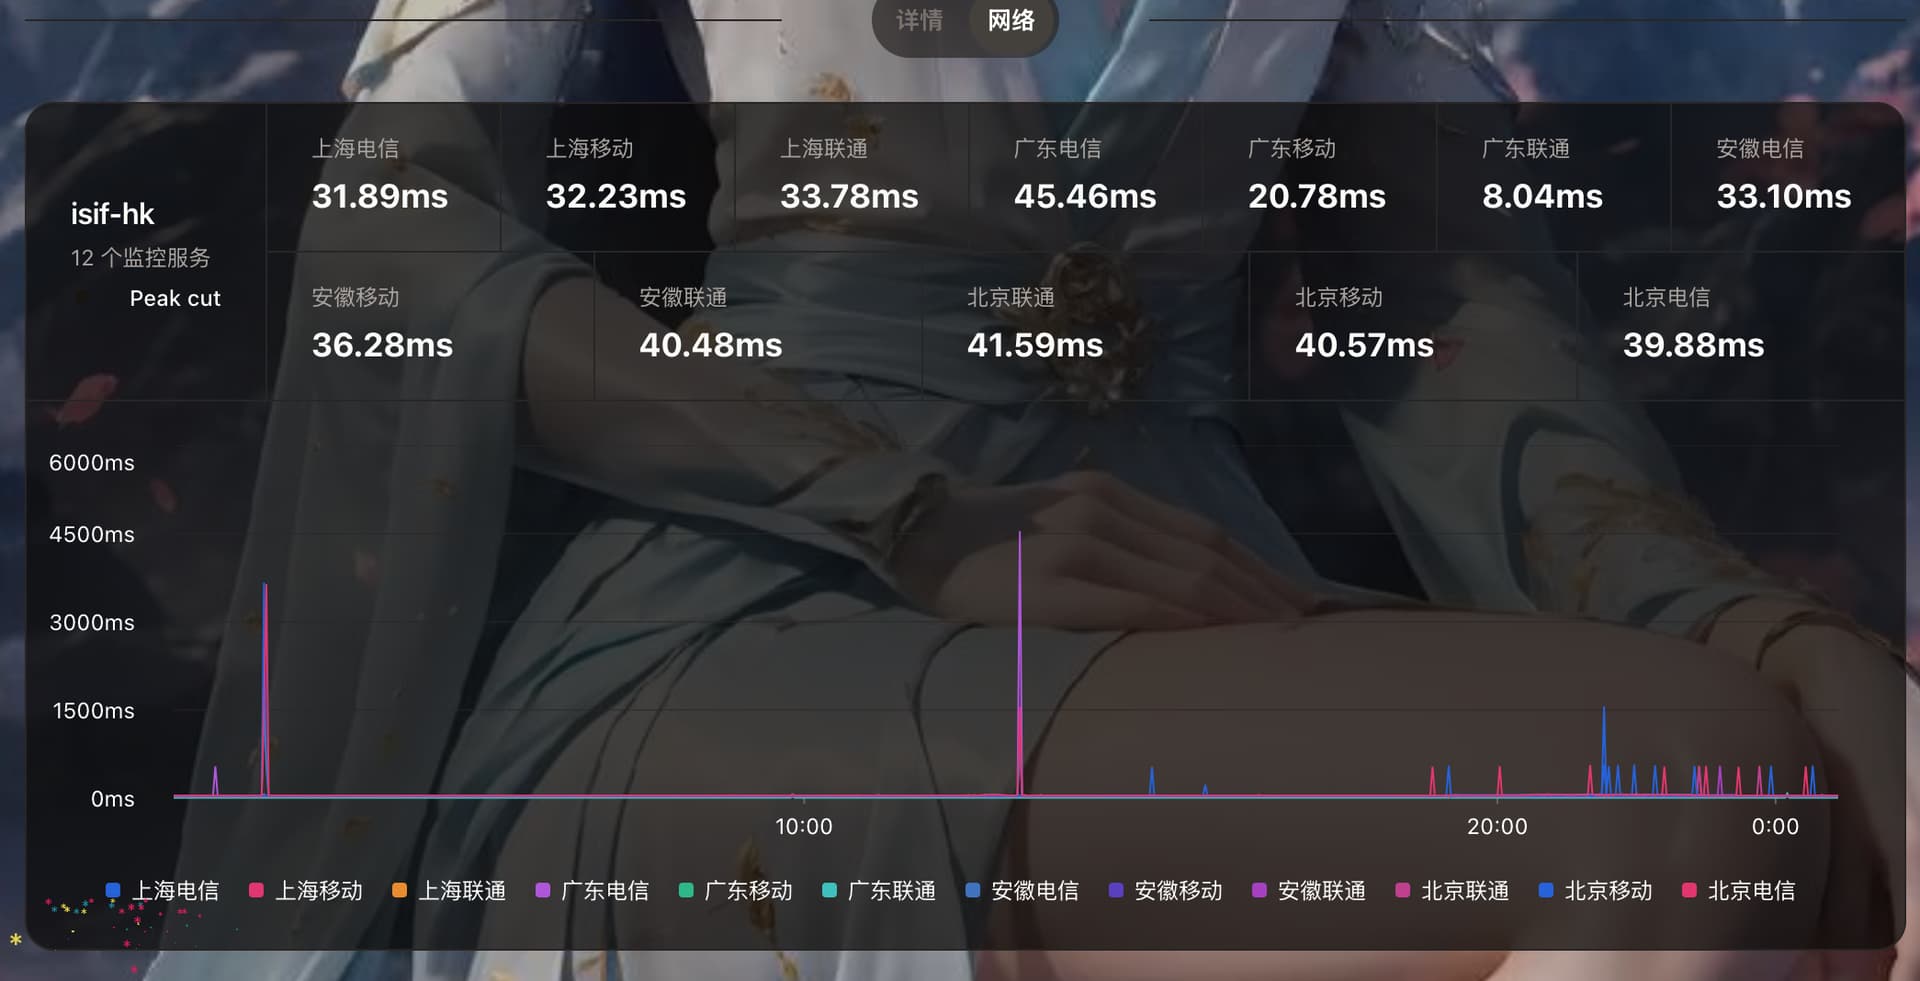 详情 网络
isif-hk
12 个监控服务
Peak cut
上海电信 上海移动 上海联通 广东电信 广东移动 广东联通 安徽电信
31.89ms 32.23ms 33.78ms 45.46ms 20.78ms 8.04ms 33.10ms
安徽移动 安徽联通 北京联通 北京移动 北京电信
36.28ms 40.48ms 41.59ms 40.57ms 39.88ms
6000ms
4500ms
3000ms
1500ms
0ms
10:00 20:00 0:00
上海电信 上海移动 上海联通 广东电信 广东移动 广东联通 安徽电信 安徽移动 安徽联通 北京联通 北京移动 北京电信